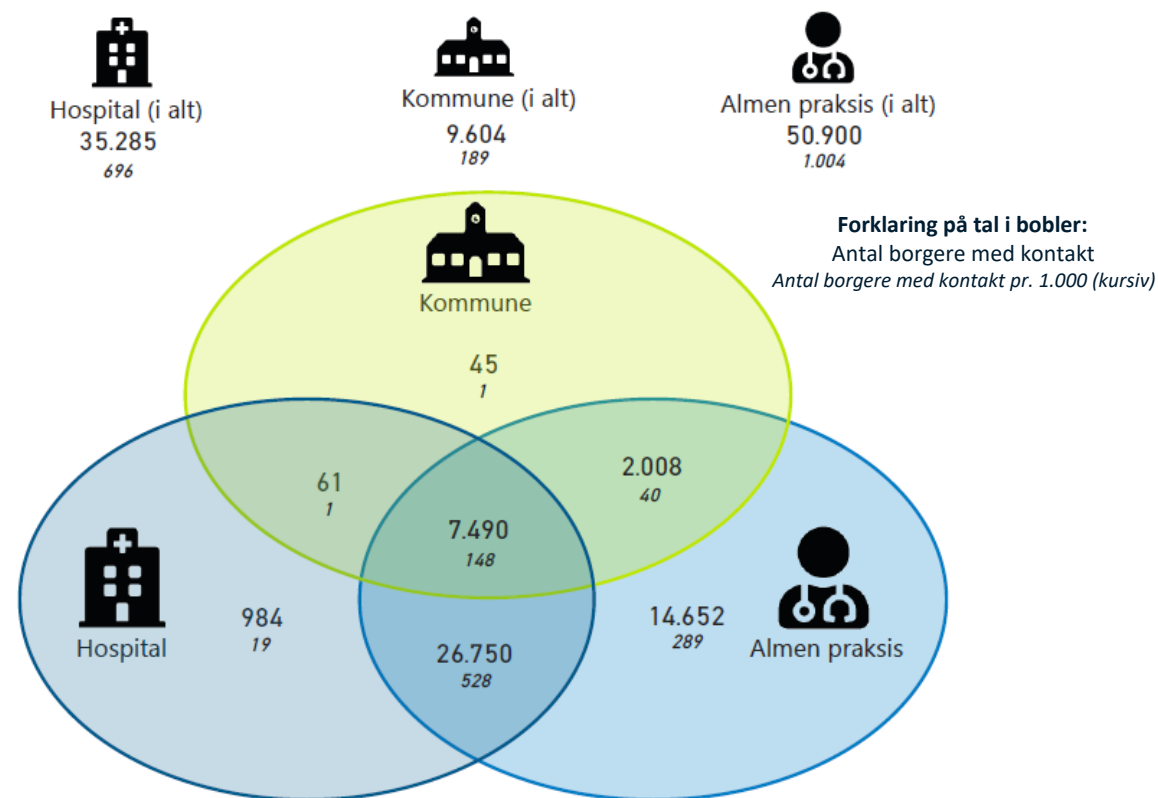 Hospital (i alt)
35.285
696
Kommune (i alt)
9.604
189
Almen praksis (i alt)
50.900
1.004
Forklaring på tal i bobler:
Antal borgere med kontakt
Antal borgere med kontakt pr. 1.000 (kursiv)
Kommune
45
1
61
1
2.008
40
7.490
148
Hospital
984
19
26.750
528
14.652
289
Almen praksis